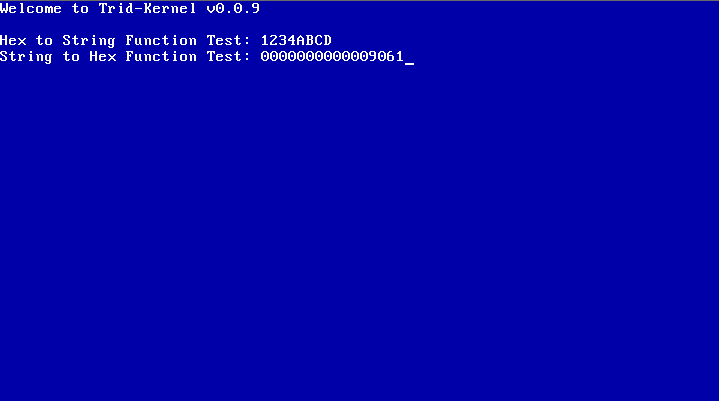 Welcome to Trid-Kernel v0.0.9
Hex to String Function Test: 1234ABCD
String to Hex Function Test: 0000000000009061_